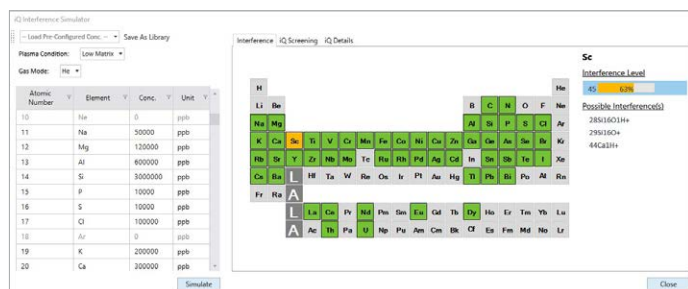 iQ Interference Simulator
-- Load Pre-Configured Conc. -- Save As Library
Plasma Condition: Low Matrix
Gas Mode: He
Atomic Number Element Conc. Unit
10 Ne 0 ppb
11 Na 50000 ppb
12 Mg 120000 ppb
13 Al 600000 ppb
14 Si 3000000 ppb
15 P 10000 ppb
16 S 10000 ppb
17 Cl 100000 ppb
18 Ar 0 ppb
19 K 200000 ppb
20 Ca 300000 ppb
Simulate
Interference iQ Screening iQ Details
H He
Li Be B C N O F Ne
Na Mg Al Si P S Cl Ar
K Ca Sc Ti V Cr Mn Fe Co Ni Cu Zn Ga Ge As Se Br Kr
Rb Sr Y Zr Nb Mo Te Ru Rh Pd Ag Cd In Sn Sb Te I Xe
Cs Ba L Hf Ta W Re Os Ir Pt Au Hg Tl Pb Bi Po At Rn
Fr Ra A
L La Ce Pr Nd Pm Sm Eu Gd Tb Dy Ho Er Tm Yb Lu
A Ac Th Pa U Np Pu Am Cm Bk Cf Es Fm Md No Lr
Sc
Interference Level
45 63%
Possible Interference(s)
28Si16O1H+
29Si16O+
44Ca1H+
Close